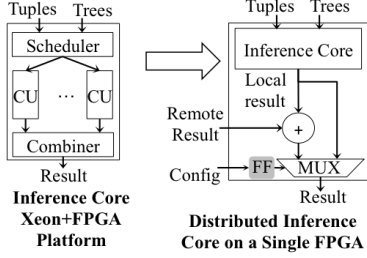 Tuples Trees
Scheduler
CU ... CU
Combiner
Result
Inference Core
Xeon+FPGA
Platform
Tuples Trees
Inference Core
Local
result
Remote
Result
+
Config
FF
MUX
Result
Distributed Inference
Core on a Single FPGA